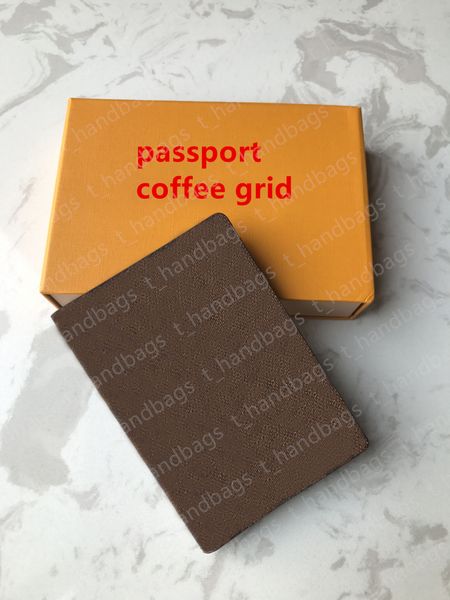 passport
coffee grid
t_handbags